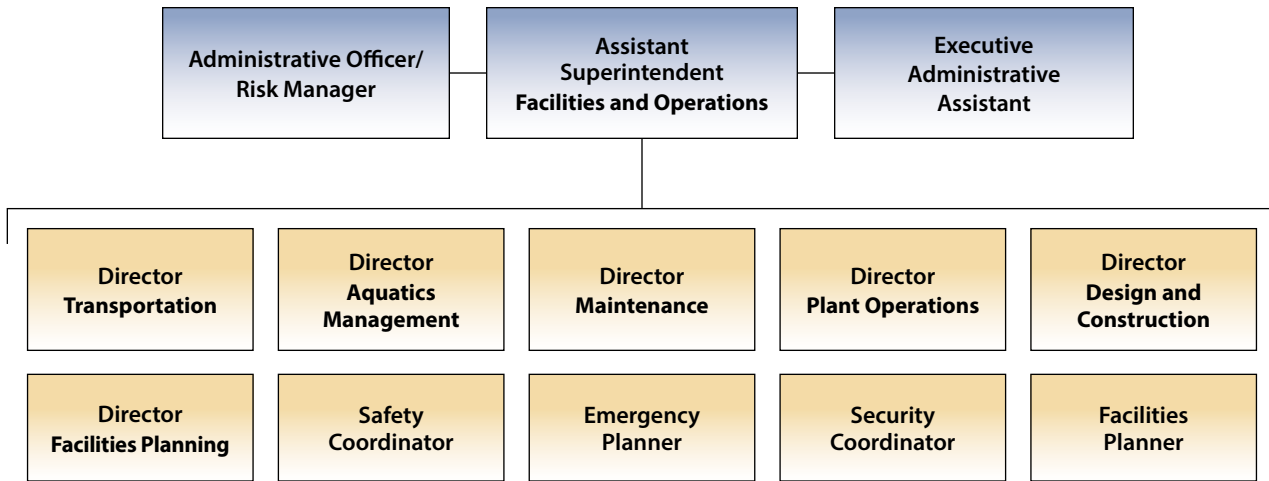 Administrative Officer/
Risk Manager
Assistant
Superintendent
Facilities and Operations
Executive
Administrative
Assistant
Director
Transportation
Director
Aquatics
Management
Director
Maintenance
Director
Plant Operations
Director
Design and
Construction
Director
Facilities Planning
Safety
Coordinator
Emergency
Planner
Security
Coordinator
Facilities
Planner